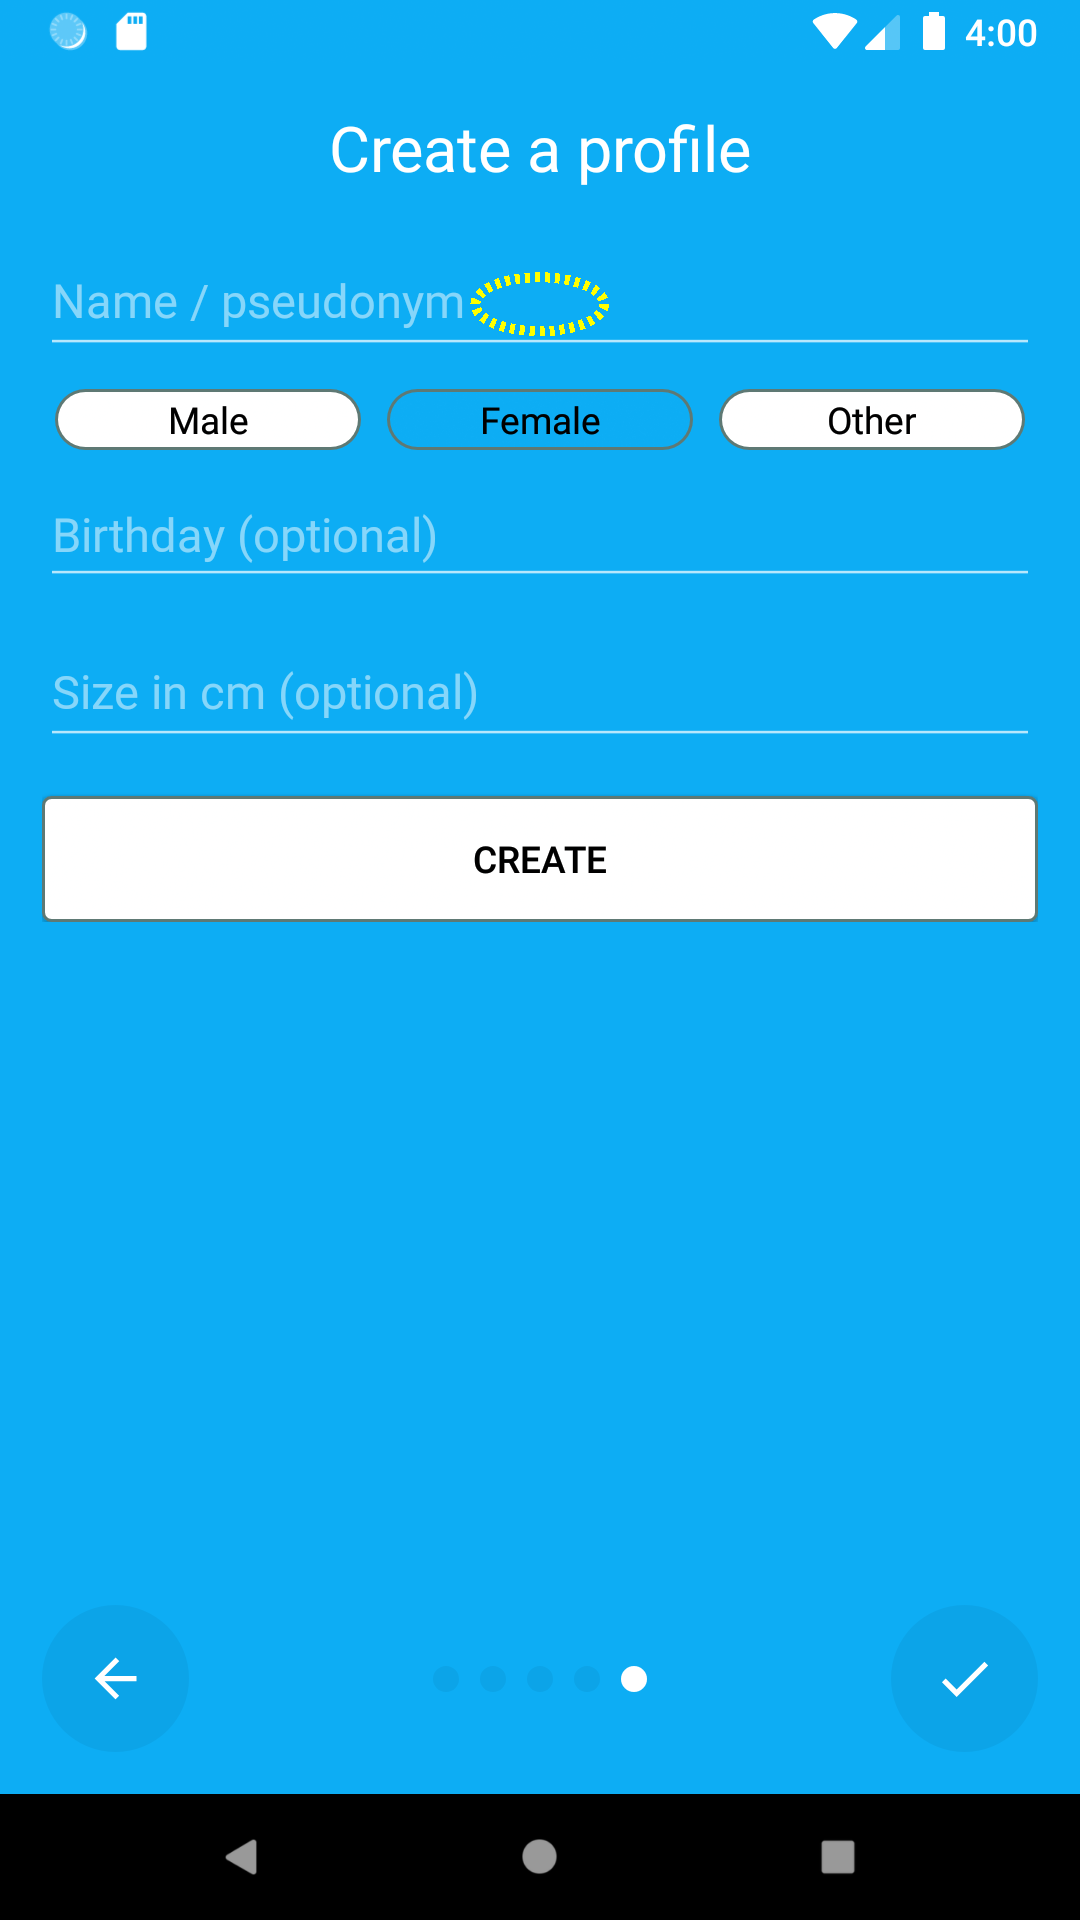 4:00
Create a profile
Name / pseudonym
Male Female Other
Birthday (optional)
Size in cm (optional)
CREATE